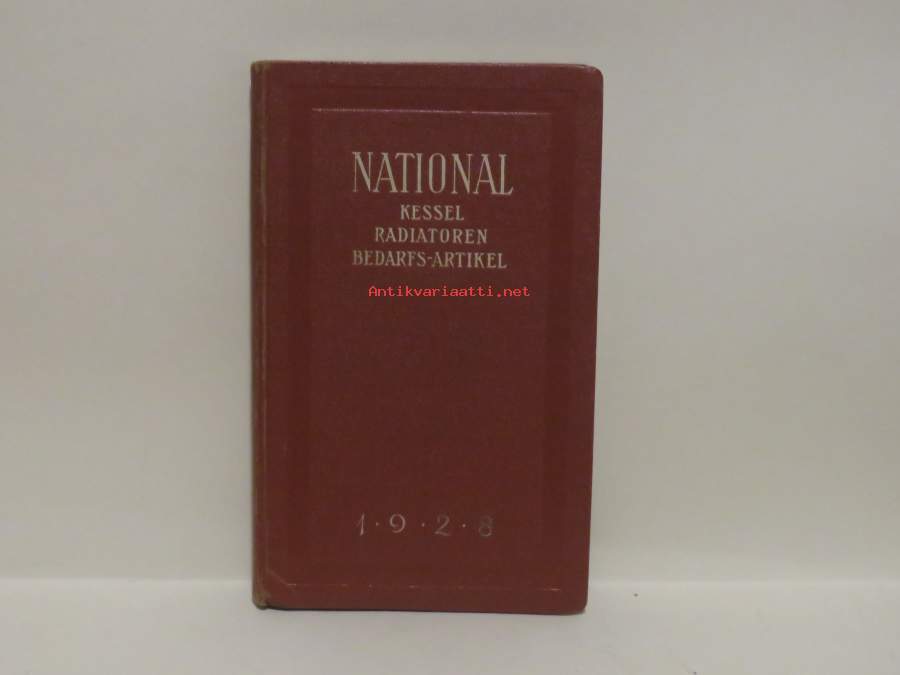 NATIONAL
KESSEL
RADIATOREN
BEDARFS-ARTIKEL
Antikvariaatti.net
1·9·2·8